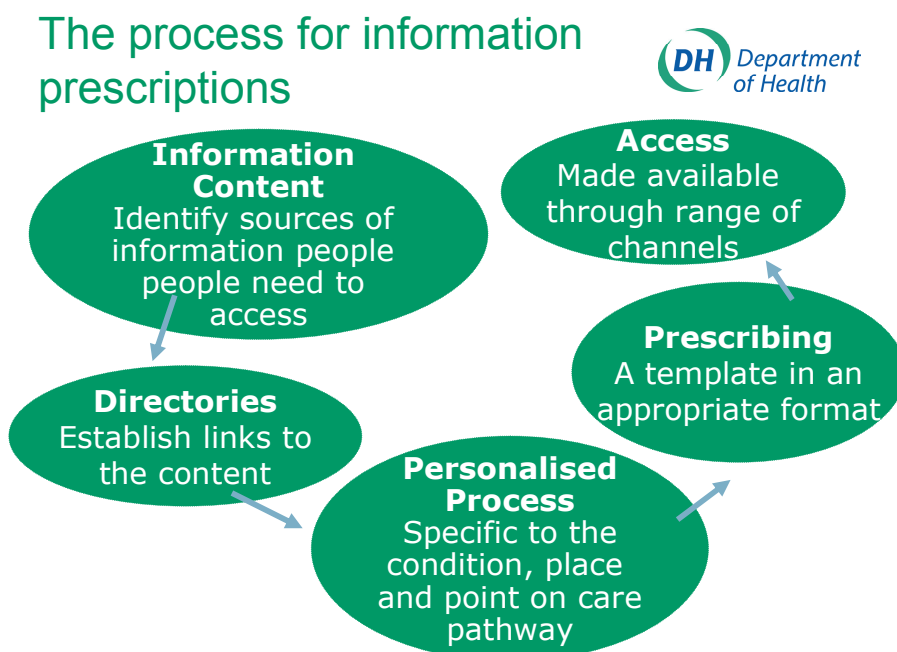 The process for information
prescriptions
DH Department
of Health
Information
Content
Identify sources of
information people
people need to
access
Directories
Establish links to
the content
Personalised
Process
Specific to the
condition, place
and point on care
pathway
Prescribing
A template in an
appropriate format
Access
Made available
through range of
channels